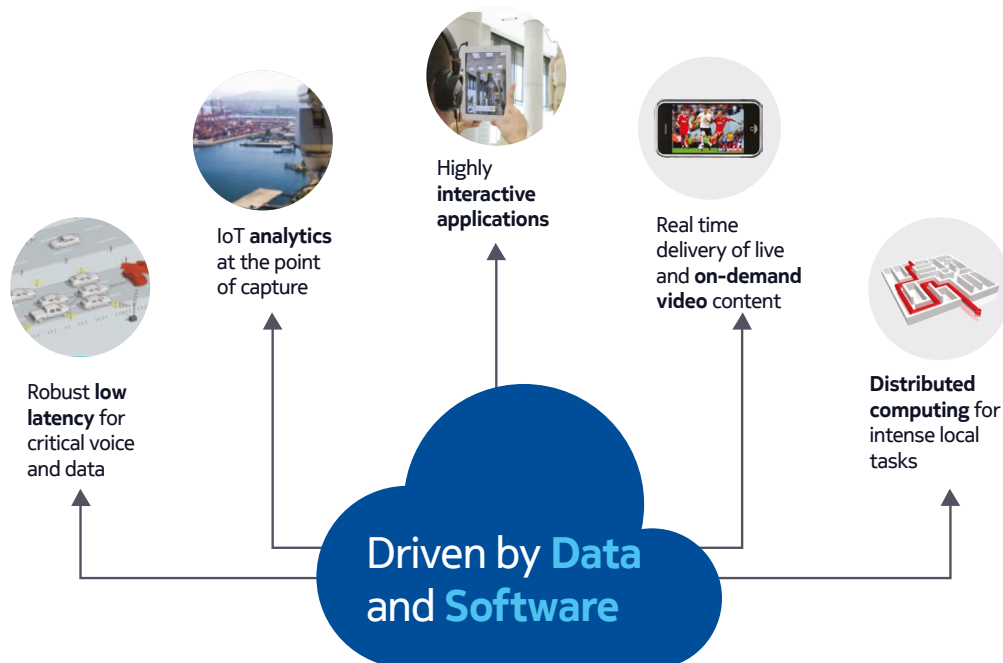 Highly
interactive
applications
IoT analytics
at the point
of capture
Real time
delivery of live
and on-demand
video content
Robust low
latency for
critical voice
and data
Distributed
computing for
intense local
tasks
Driven by Data
and Software